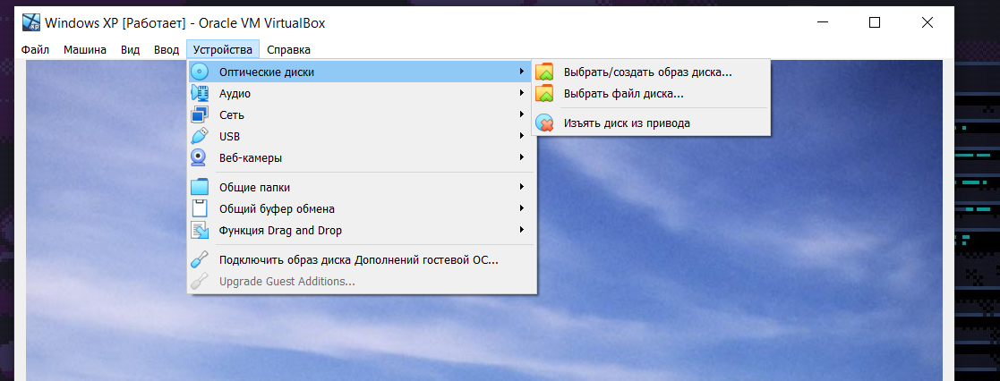 Windows XP [Работает] - Oracle VM VirtualBox
Файл Машина Вид Ввод Устройства Справка
Оптические диски
Аудио
Сеть
USB
Веб-камеры
Общие папки
Общий буфер обмена
Функция Drag and Drop
Подключить образ диска Дополнений гостевой ОС...
Upgrade Guest Additions...
Выбрать/создать образ диска...
Выбрать файл диска...
Изъять диск из привода